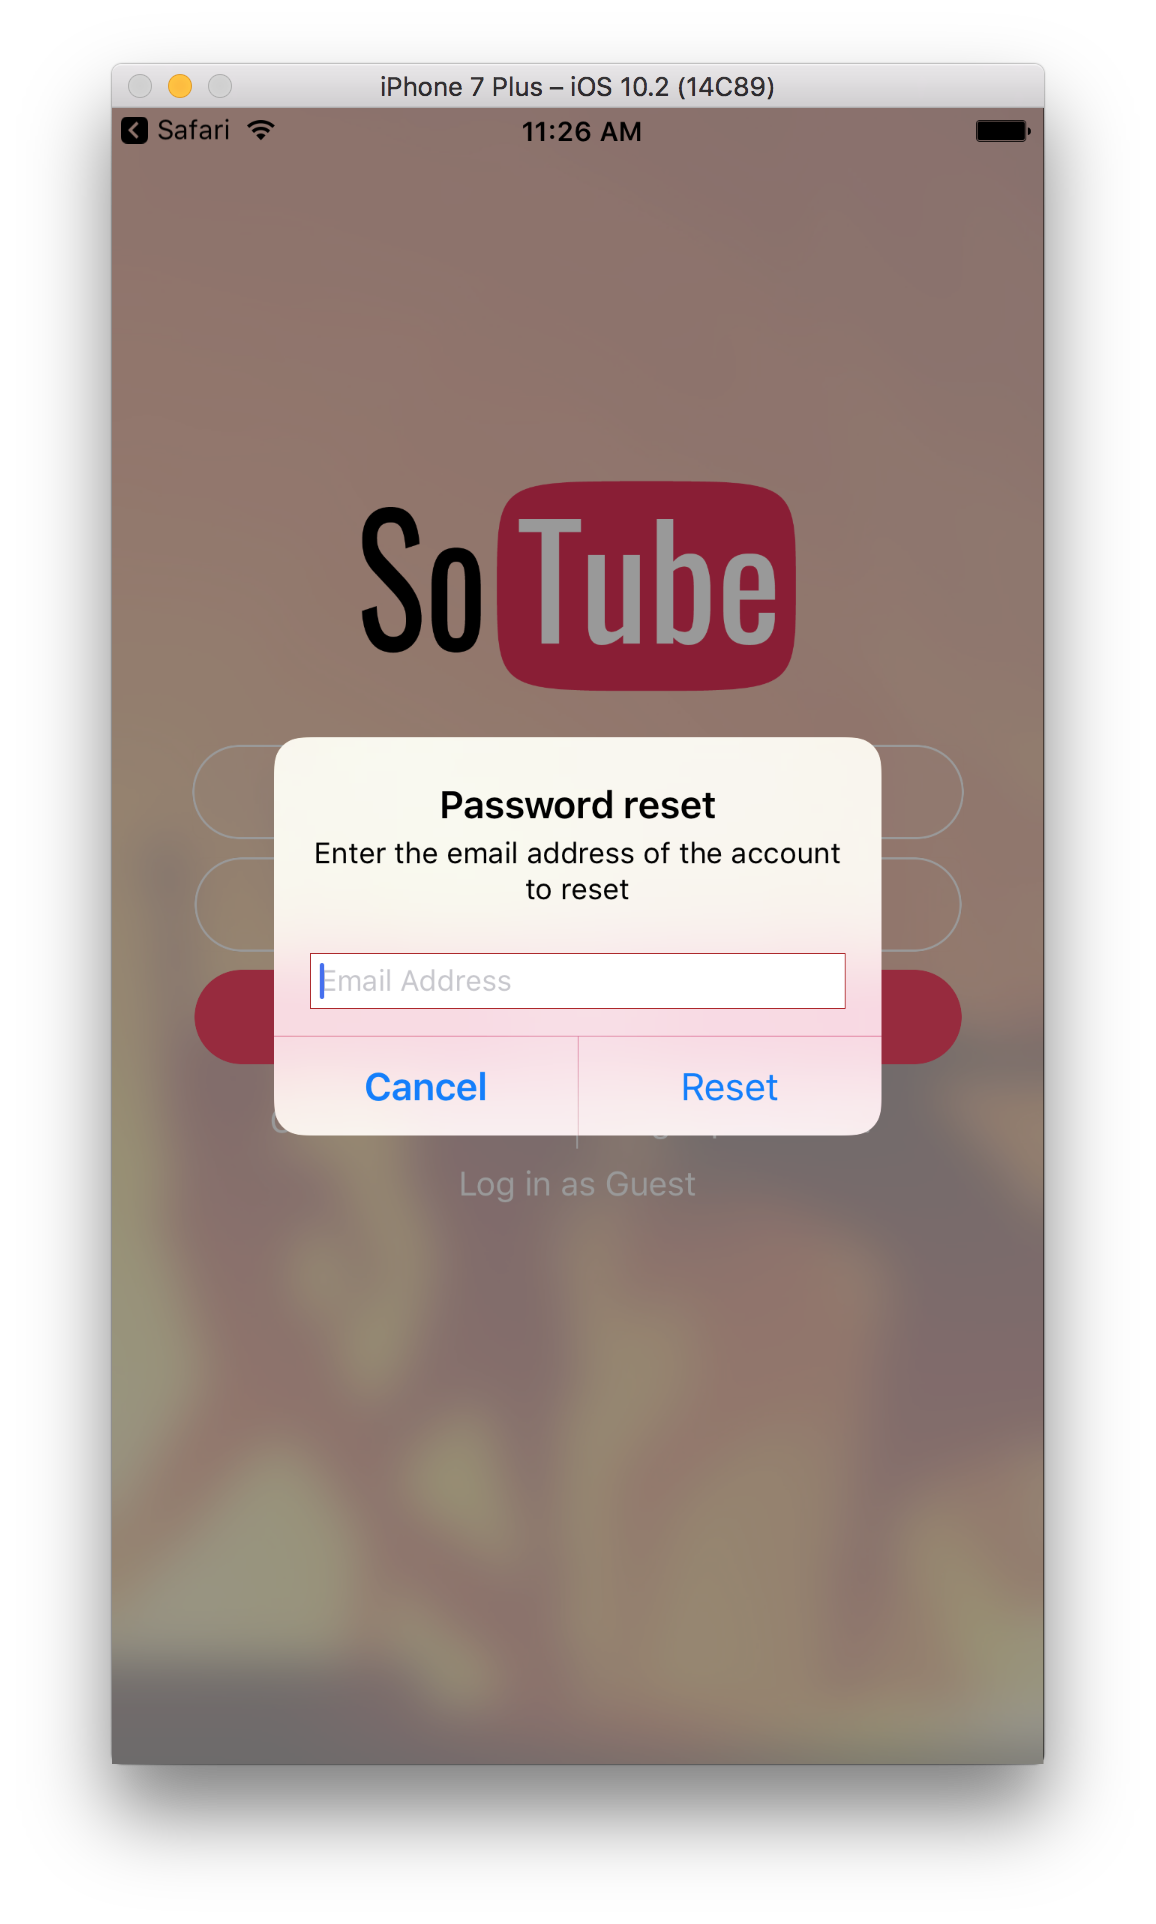 iPhone 7 Plus – iOS 10.2 (14C89)
Safari 11:26 AM
SoTube
Password reset
Enter the email address of the account
to reset
Email Address
Cancel Reset
Log in as Guest